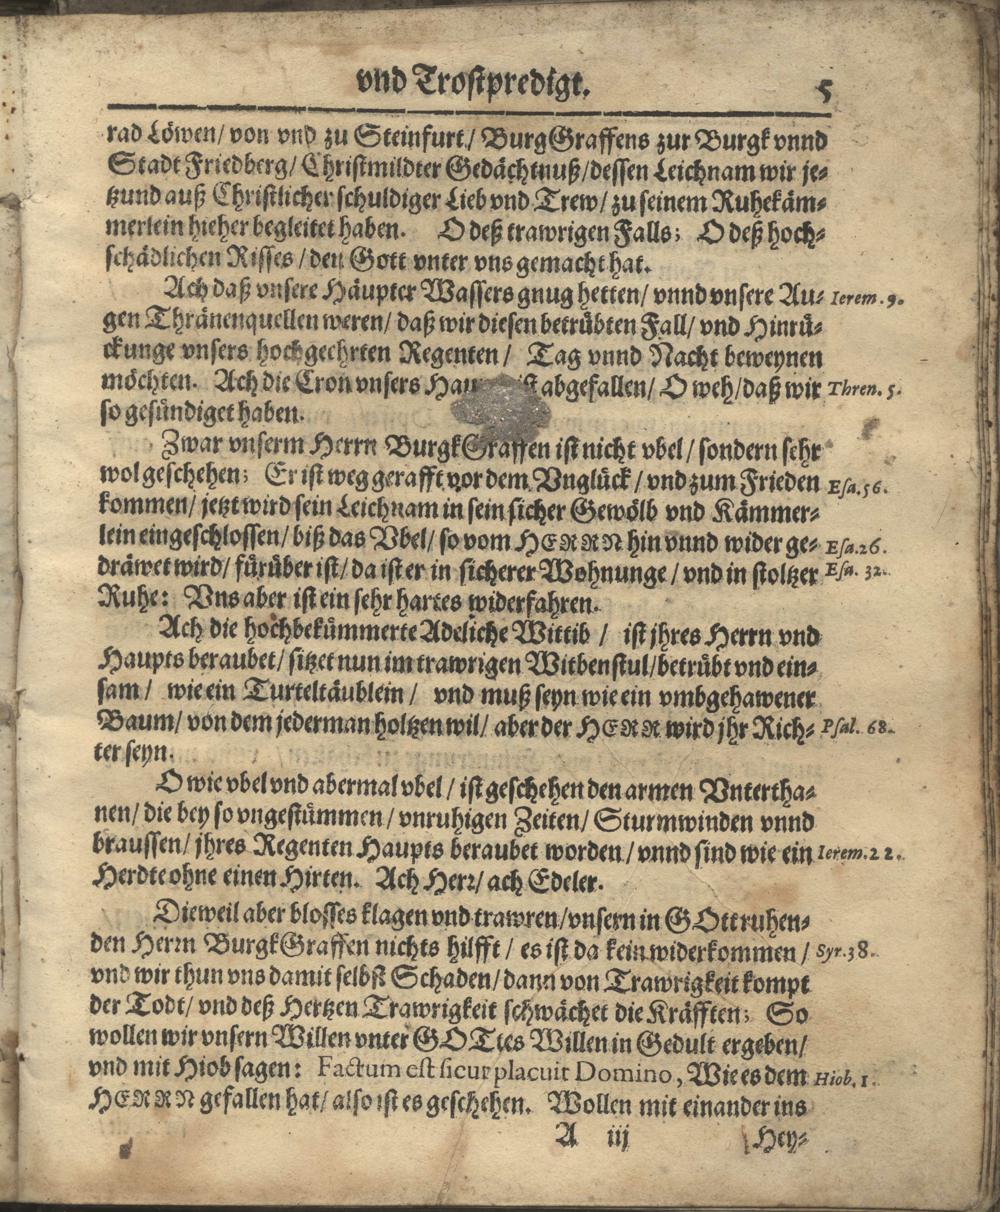 vnd Trostpredigt. 5
rad Löwen/ von vnd zu Steinfurt/ BurgGraffens zur Burgk vnnd
Stadt Friedberg/ Christmildter Gedächtnuß/ dessen Leichnam wir je-
tzund auß Christlicher schuldiger Lieb vnd Trew/ zu seinem Ruhekäm-
merlein hieher begleitet haben. O deß trawrigen Falls; O deß hoch-
schädlichen Risses/ den Gott vnter vns gemacht hat.
Ach daß vnsere Häupter Wassers gnug hetten/ vnnd vnsere Au- Ierem. 9.
gen Thränenquellen weren/ daß wir diesen betrübten Fall/ vnd Hinrü-
ckunge vnsers hochgeehrten Regenten/ Tag vnnd Nacht beweynen
möchten. Ach die Cron vnsers ist abgefallen/ O weh/ daß wir Thren. 5.
so gesündiget haben.
Zwar vnserm Herrn BurgkGraffen ist nicht vbel/ sondern sehr
wol geschehen; Er ist weg gerafft vor dem Vnglück/ vnd zum Frieden Esa. 56.
kommen/ jetzt wird sein Leichnam in sein sicher Gewölb vnd Kämmer-
lein eingeschlossen/ biß das Vbel/ so vom HERRN hin vnnd wider ge- Esa. 26.
dräwet wird/ fürüber ist/ da ist er in sicherer Wohnunge/ vnd in stoltzer Esa. 32.
Ruhe: Vns aber ist ein sehr hartes widerfahren.
Ach die hochbekümmerte Adeliche Wittib/ ist jhres Herrn vnd
Haupts beraubet/ sitzet nun im trawrigen Witbenstul/ betrübt vnd ein-
sam/ wie ein Turteltäublein/ vnd muß seyn wie ein vmbgehawener
Baum/ von dem jederman holtzen wil/ aber der HERR wird jhr Rich- Psal. 68.
ter seyn.
O wie vbel vnd abermal vbel/ ist geschehen den armen Vntertha-
nen/ die bey so vngestümmen/ vnruhigen Zeiten/ Sturmwinden vnnd
braussen/ jhres Regenten Haupts beraubet worden/ vnnd sind wie ein Ierem. 22.
Herdte ohne einen Hirten. Ach Herr/ ach Edeler.
Dieweil aber blosses klagen vnd trawren/ vnsern in GOtt ruhen-
den Herrn BurgkGraffen nichts hilfft/ es ist da kein widerkommen/ Syr. 38.
vnd wir thun vns damit selbst Schaden/ dann von Trawrigkeit kompt
der Todt/ vnd deß Hertzen Trawrigkeit schwächet die Kräfften; So
wollen wir vnsern Willen vnter GOTtes Willen in Gedult ergeben/
vnd mit Hiob sagen: Factum est sicut placuit Domino, Wie es dem Hiob. 1.
HERRN gefallen hat/ also ist es geschehen. Wollen mit einander ins
A iij Hey-